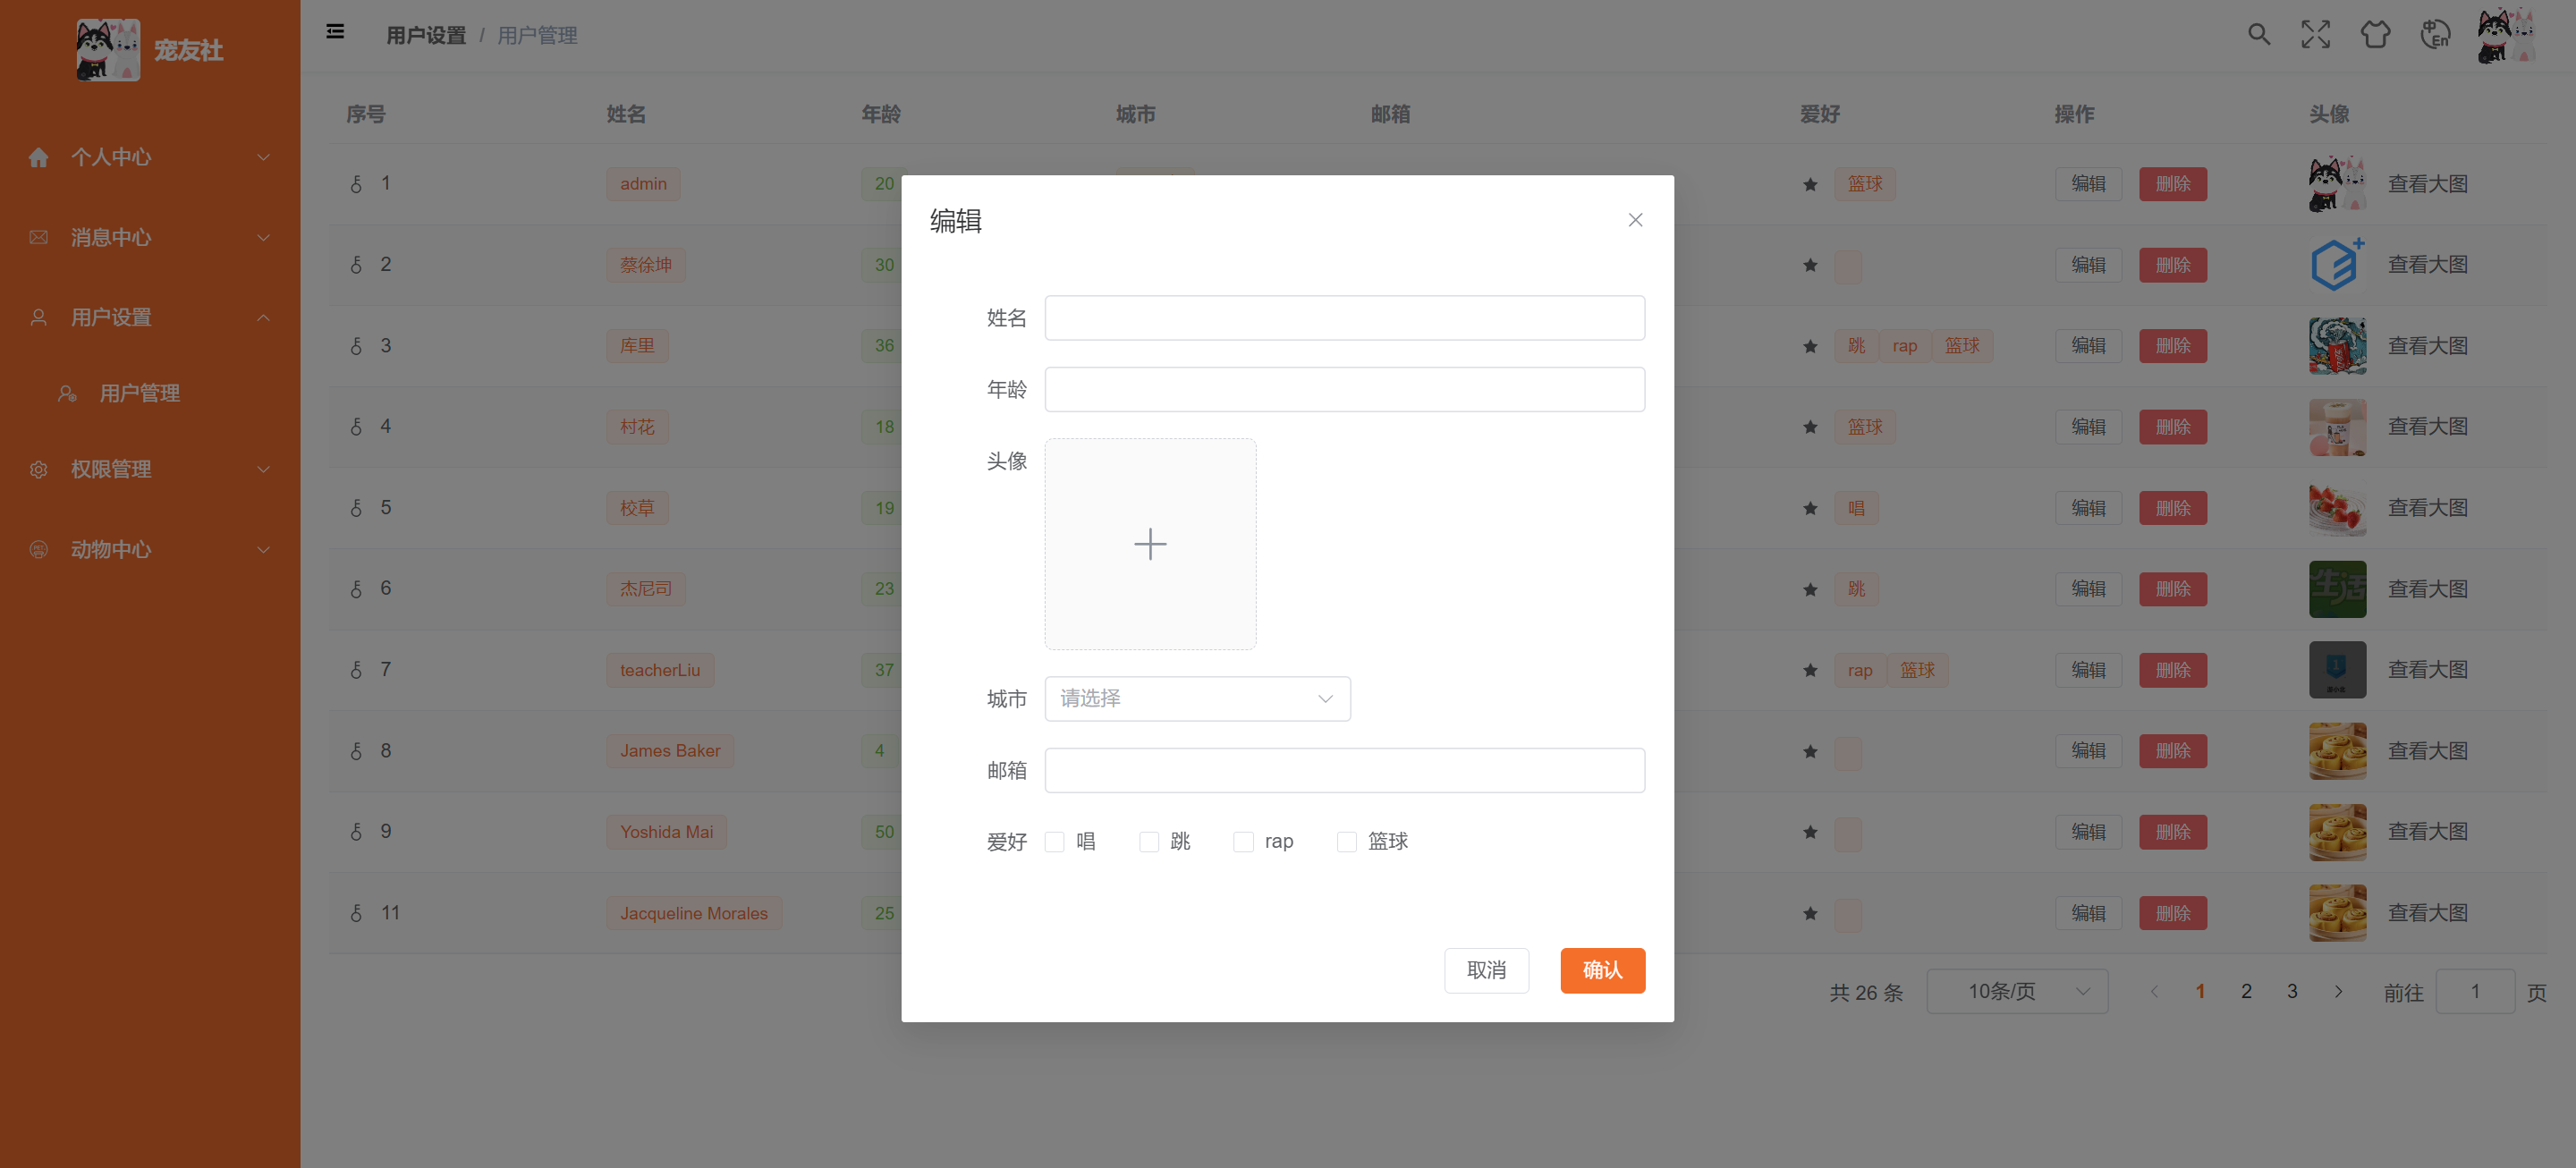 宠友社
个人中心
消息中心
用户设置
用户管理
权限管理
动物中心
用户设置 / 用户管理
中 En
序号 姓名 年龄 城市 邮箱 爱好 操作 头像
1 admin 20 篮球 编辑 删除 查看大图
2 蔡徐坤 30 编辑 删除 查看大图
3 库里 36 跳 rap 篮球 编辑 删除 查看大图
4 村花 18 篮球 编辑 删除 查看大图
5 校草 19 唱 编辑 删除 查看大图
6 杰尼司 23 跳 编辑 删除 生活 查看大图
7 teacherLiu 37 rap 篮球 编辑 删除 查看大图
8 James Baker 4 编辑 删除 查看大图
9 Yoshida Mai 50 编辑 删除 查看大图
11 Jacqueline Morales 25 编辑 删除 查看大图
共 26 条 10条/页 1 2 3 前往 1 页
编辑
姓名
年龄
头像
城市 请选择
邮箱
爱好 唱 跳 rap 篮球
取消 确认